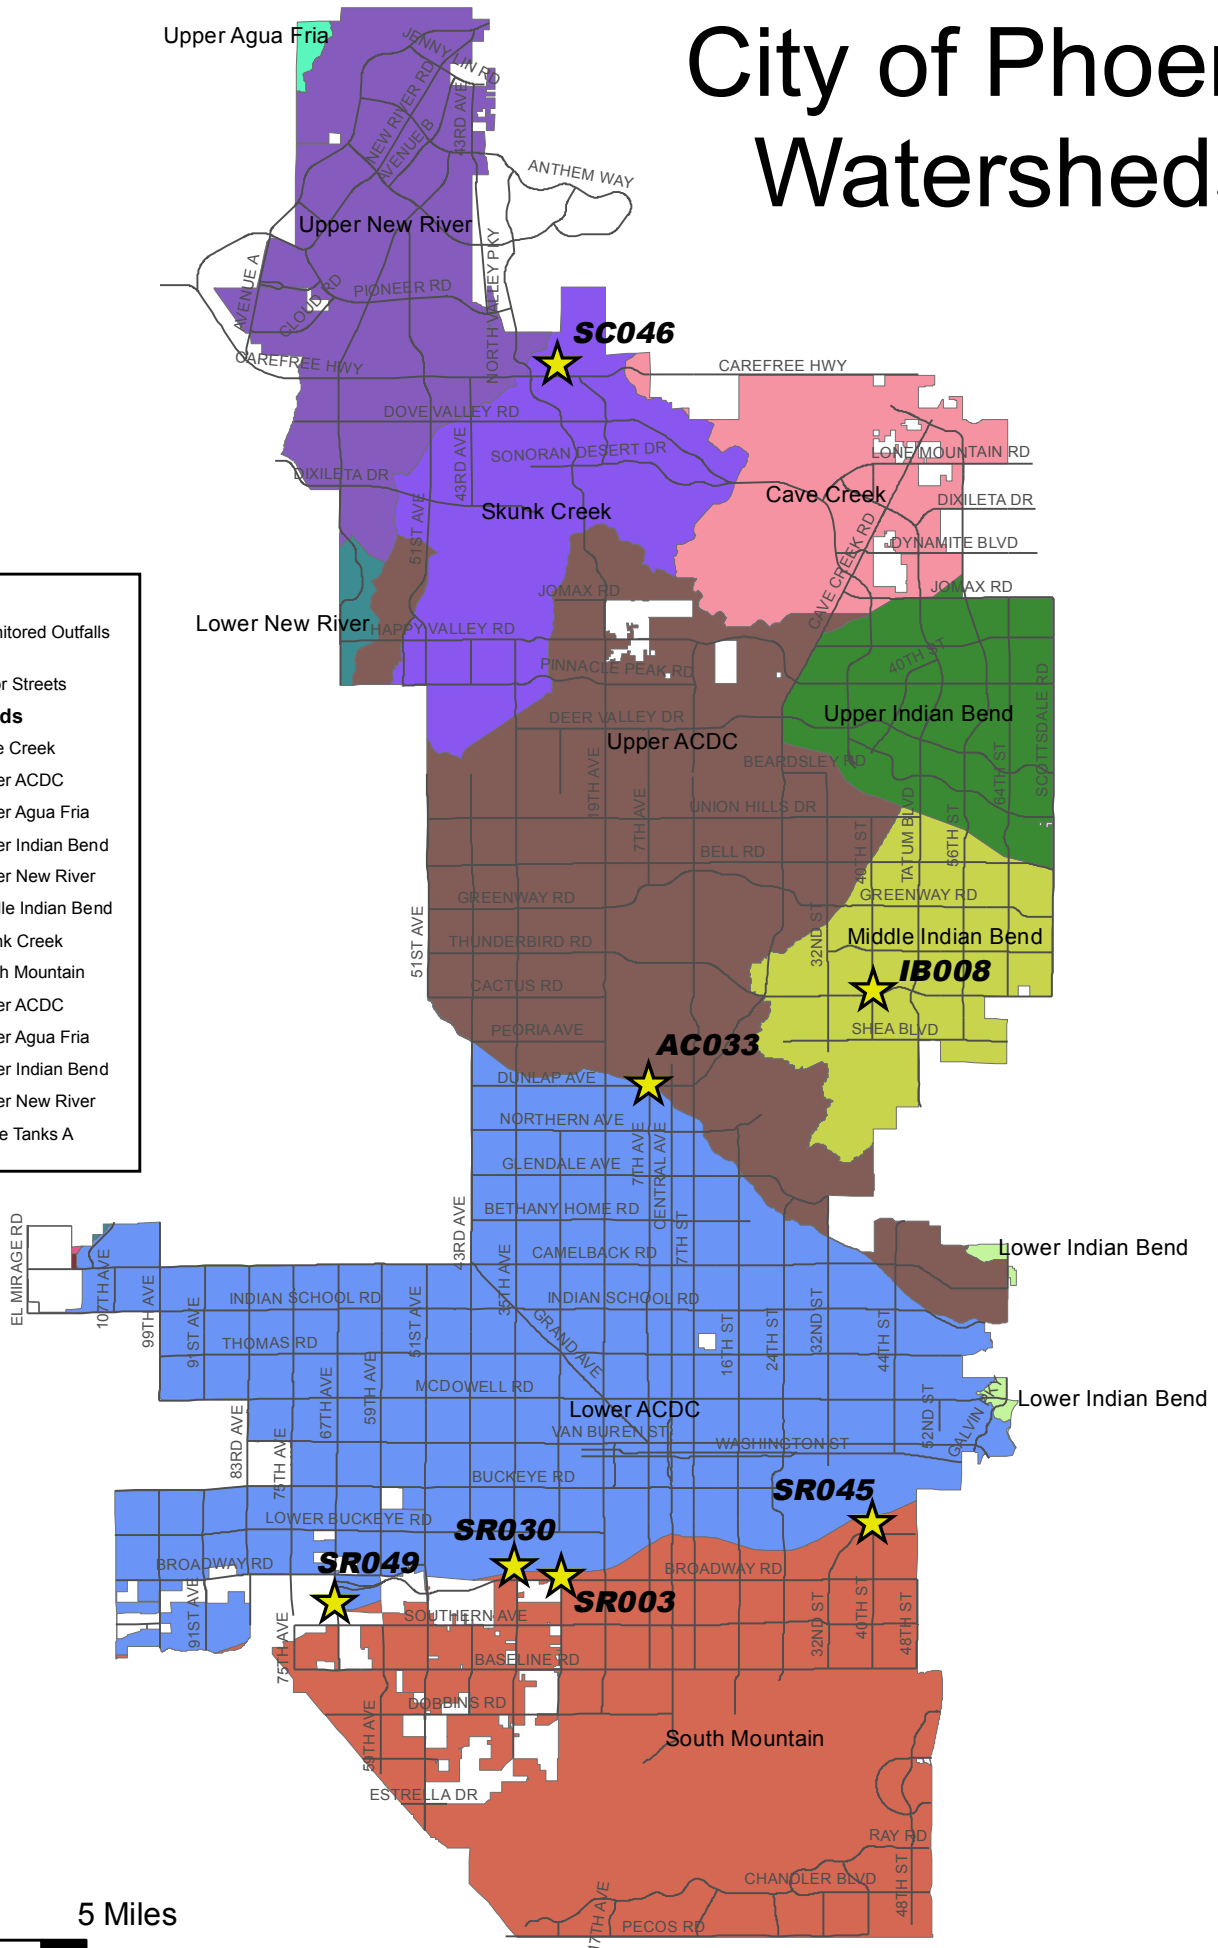 City of Phoe
Watersheds
Upper Agua Fria
JENNY LIN RD
NEW RIVER RD
AVENUE B
43RD AVE
ANTHEM WAY
Upper New River
AVENUE A
CLOUD RD
PIONEER RD
NORTH VALLEY PKY
SC046
CAREFREE HWY
CAREFREE HWY
DOVE VALLEY RD
43RD AVE
SONORAN DESERT DR
LONE MOUNTAIN RD
DIXILETA DR
Cave Creek
DIXILETA DR
Skunk Creek
51ST AVE
CAVE CREEK RD
DYNAMITE BLVD
JOMAX RD
JOMAX RD
Lower New River
HAPPY VALLEY RD
nitored Outfalls
40TH ST
PINNACLE PEAK RD
SCOTTSDALE RD
or Streets
ds
DEER VALLEY DR
Upper Indian Bend
Upper ACDC
e Creek
BEARDSLEY RD
64TH ST
er ACDC
19TH AVE
7TH AVE
UNION HILLS DR
er Agua Fria
TATUM BLVD
56TH ST
er Indian Bend
BELL RD
40TH ST
er New River
GREENWAY RD
GREENWAY RD
dle Indian Bend
51ST AVE
THUNDERBIRD RD
32ND ST
Middle Indian Bend
nk Creek
h Mountain
CACTUS RD
IB008
er ACDC
PEORIA AVE
SHEA BLVD
er Agua Fria
AC033
er Indian Bend
DUNLAP AVE
er New River
NORTHERN AVE
e Tanks A
7TH AVE
CENTRAL AVE
GLENDALE AVE
BETHANY HOME RD
7TH ST
43RD AVE
EL MIRAGE RD
107TH AVE
CAMELBACK RD
Lower Indian Bend
99TH AVE
91ST AVE
INDIAN SCHOOL RD
51ST AVE
35TH AVE
INDIAN SCHOOL RD
GRAND AVE
16TH ST
24TH ST
32ND ST
44TH ST
THOMAS RD
67TH AVE
59TH AVE
MCDOWELL RD
Lower ACDC
52ND ST
GALVIN PKY
Lower Indian Bend
83RD AVE
75TH AVE
VAN BUREN ST
WASHINGTON ST
BUCKEYE RD
SR045
LOWER BUCKEYE RD
SR030
BROADWAY RD
SR049
BROADWAY RD
SR003
91ST AVE
75TH AVE
SOUTHERN AVE
32ND ST
40TH ST
48TH ST
BASELINE RD
DOBBINS RD
59TH AVE
South Mountain
ESTRELLA DR
RAY RD
CHANDLER BLVD
48TH ST
5 Miles
17TH AVE
PECOS RD